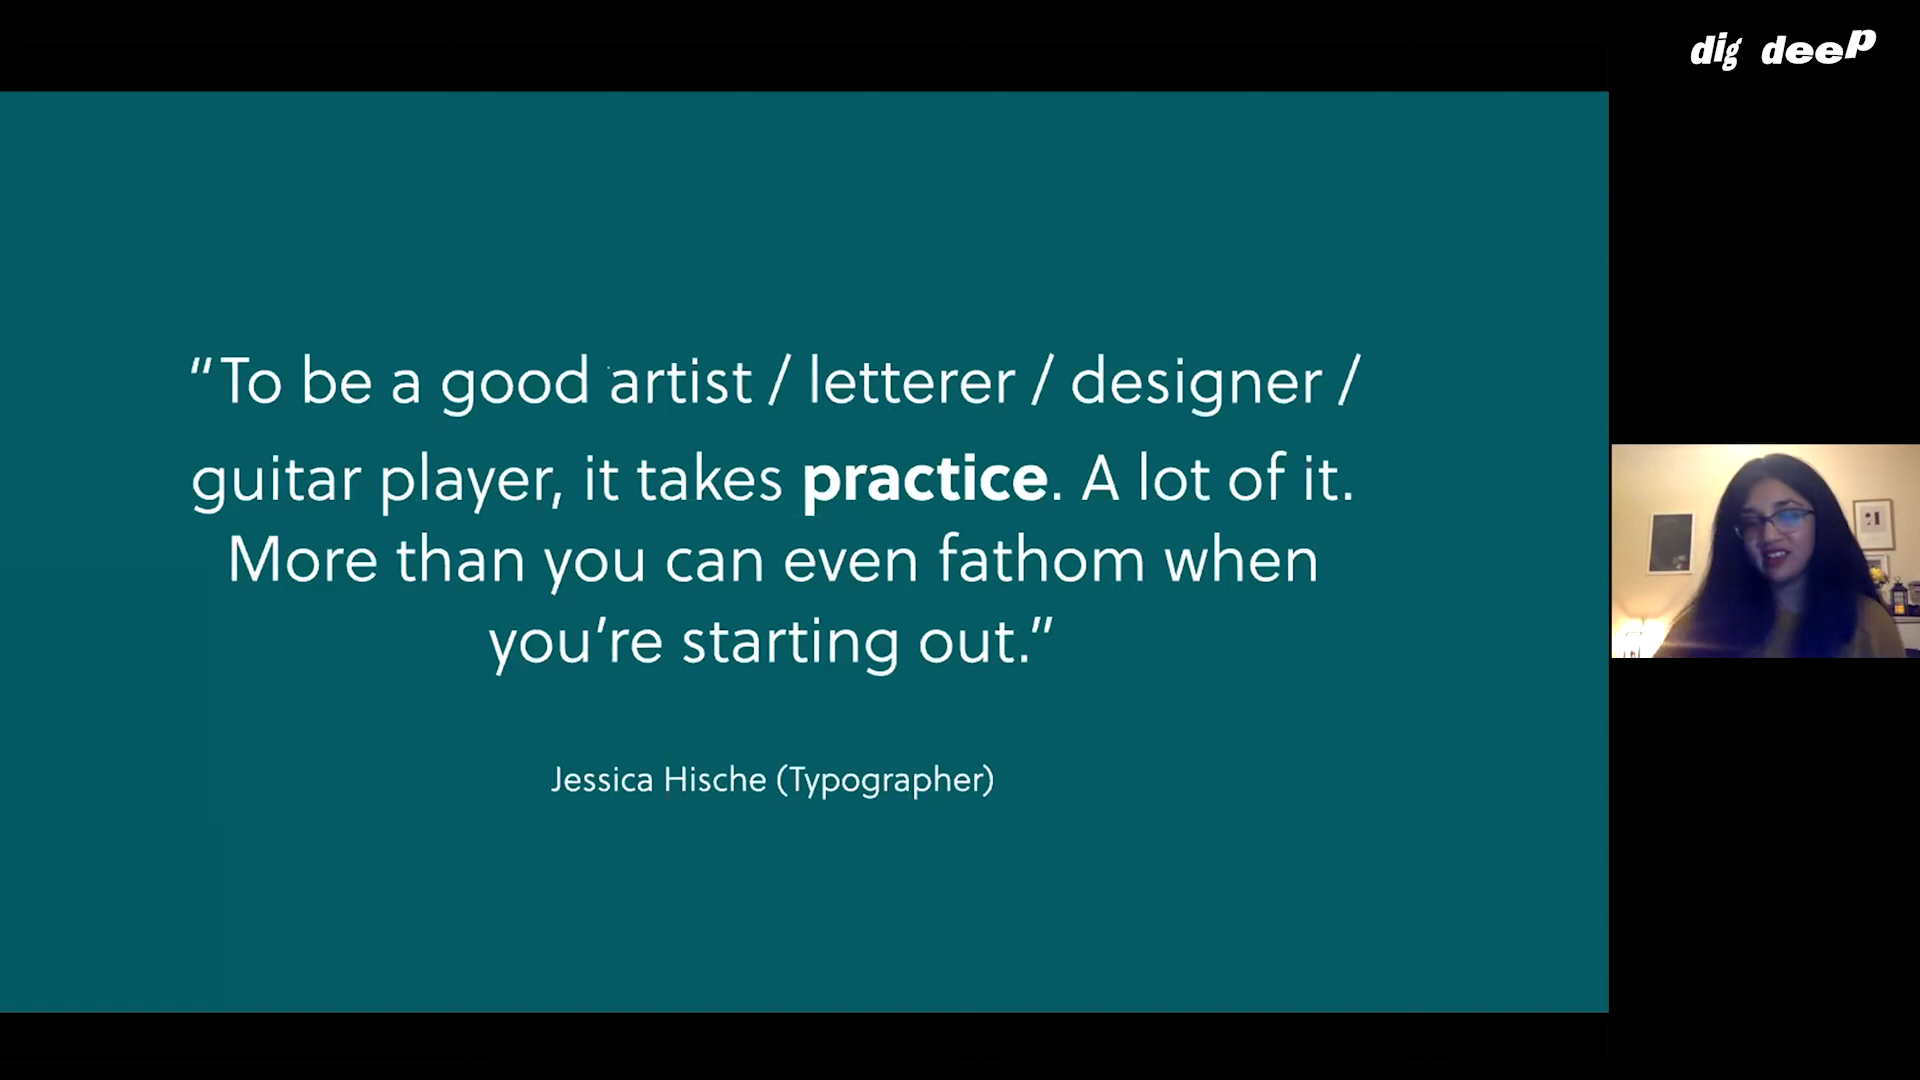 dig deep
“To be a good artist / letterer / designer /
guitar player, it takes practice. A lot of it.
More than you can even fathom when
you’re starting out.”
Jessica Hische (Typographer)